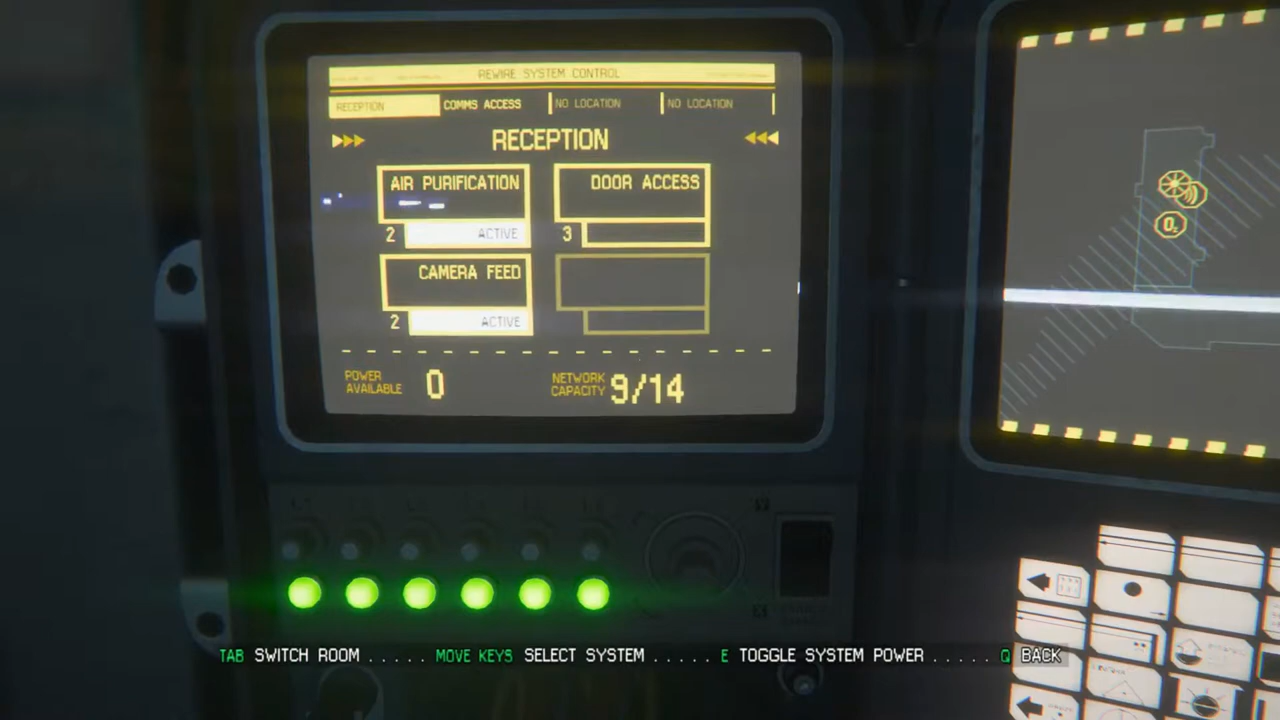 REWIRE SYSTEM CONTROL
RECEPTION COMMS ACCESS NO LOCATION NO LOCATION
RECEPTION
AIR PURIFICATION DOOR ACCESS
2 ACTIVE 3
CAMERA FEED
2 ACTIVE
POWER AVAILABLE 0 NETWORK CAPACITY 9/14
O2
TAB SWITCH ROOM ..... MOVE KEYS SELECT SYSTEM ..... E TOGGLE SYSTEM POWER ..... Q BACK